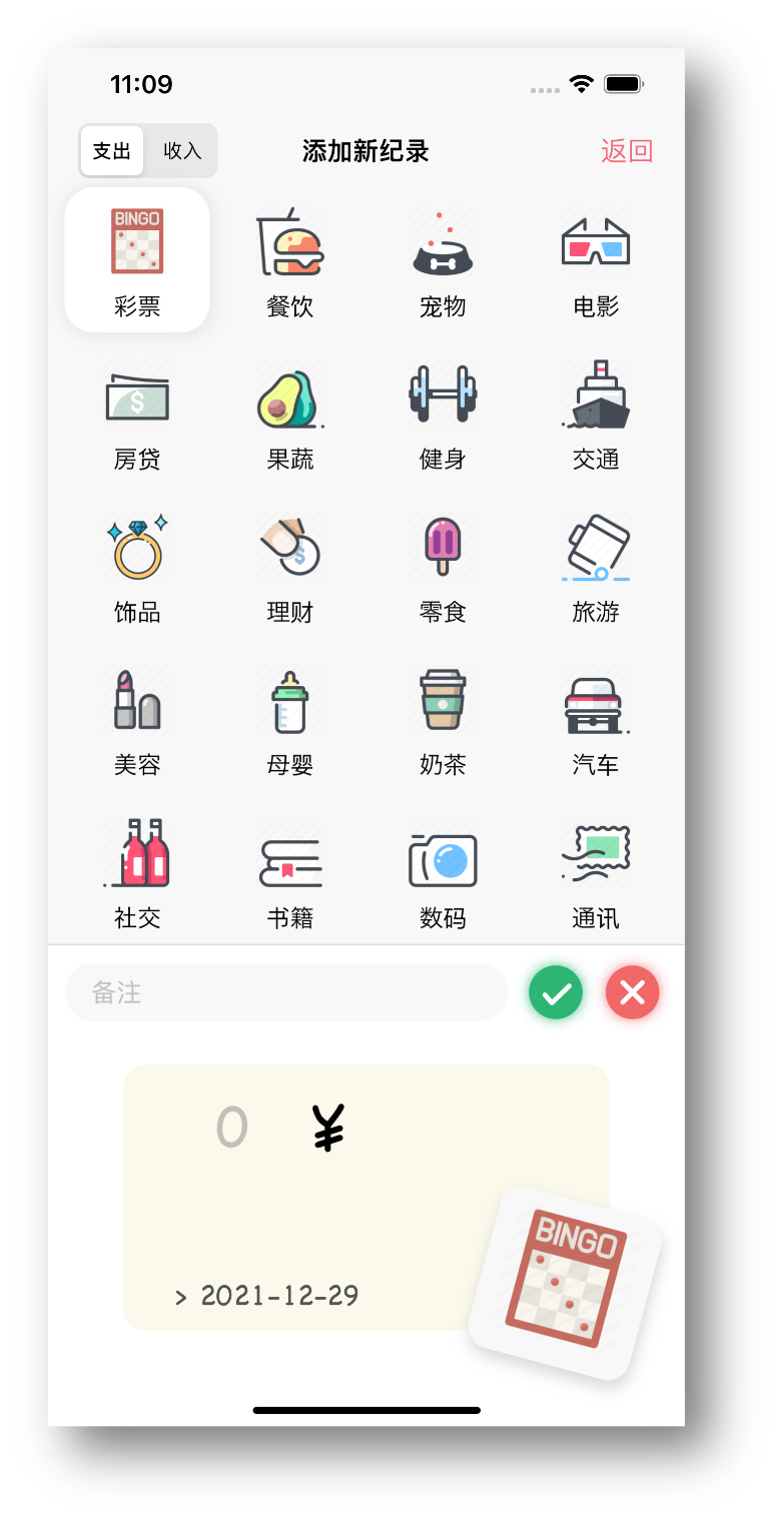 11:09
支出 收入 添加新纪录 返回
BINGO
彩票 餐饮 宠物 电影
$
房贷 果蔬 健身 交通
$
饰品 理财 零食 旅游
美容 母婴 奶茶 汽车
社交 书籍 数码 通讯
备注
0 ¥
BINGO
> 2021-12-29